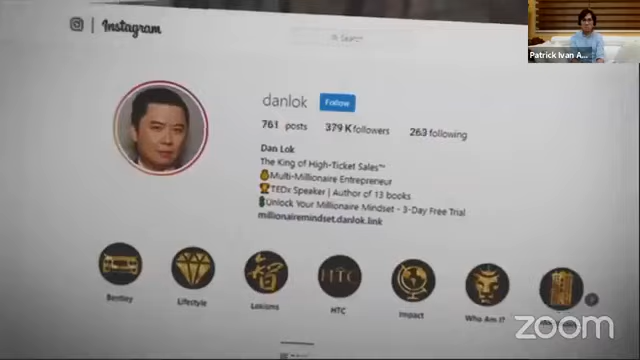 Instagram
Search
Patrick Ivan A...
danlok Follow
761 posts 379 K followers 263 following
Dan Lok
The King of High-Ticket Sales™
Multi-Millionaire Entrepreneur
TEDx Speaker | Author of 13 books
Unlock Your Millionaire Mindset - 3-Day Free Trial
millionairemindset.danlok.link
智
HTC
Bentley
Lifestyle
Lokisms
HTC
Impact
Who Am I?
zoom